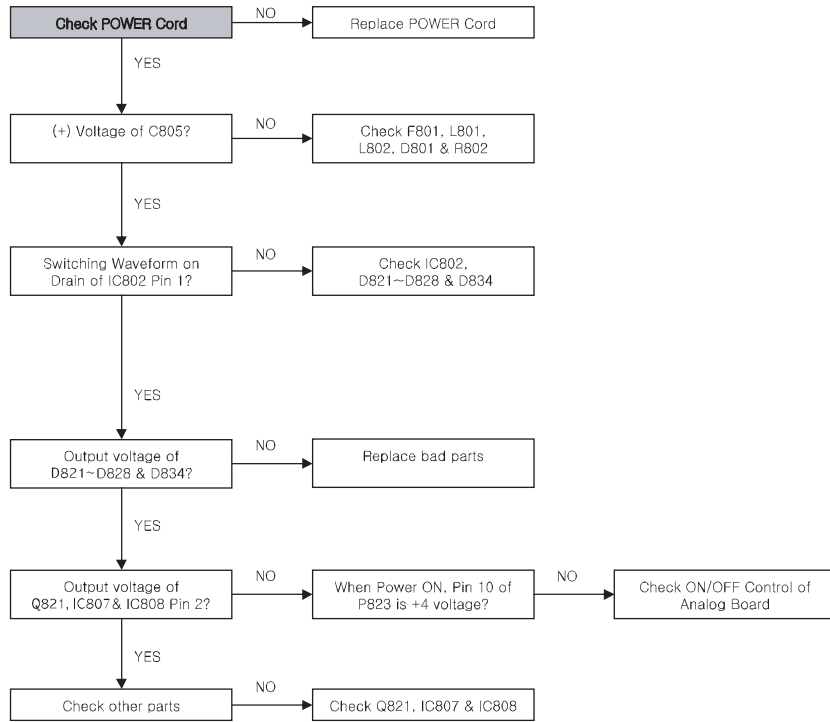 Check POWER Cord
NO
Replace POWER Cord
YES
(+) Voltage of C805?
NO
Check F801, L801,
L802, D801 & R802
YES
Switching Waveform on
Drain of IC802 Pin 1?
NO
Check IC802,
D821~D828 & D834
YES
Output voltage of
D821~D828 & D834?
NO
Replace bad parts
YES
Output voltage of
Q821, IC807& IC808 Pin 2?
NO
When Power ON, Pin 10 of
P823 is +4 voltage?
NO
Check ON/OFF Control of
Analog Board
YES
Check other parts
NO
Check Q821, IC807 & IC808